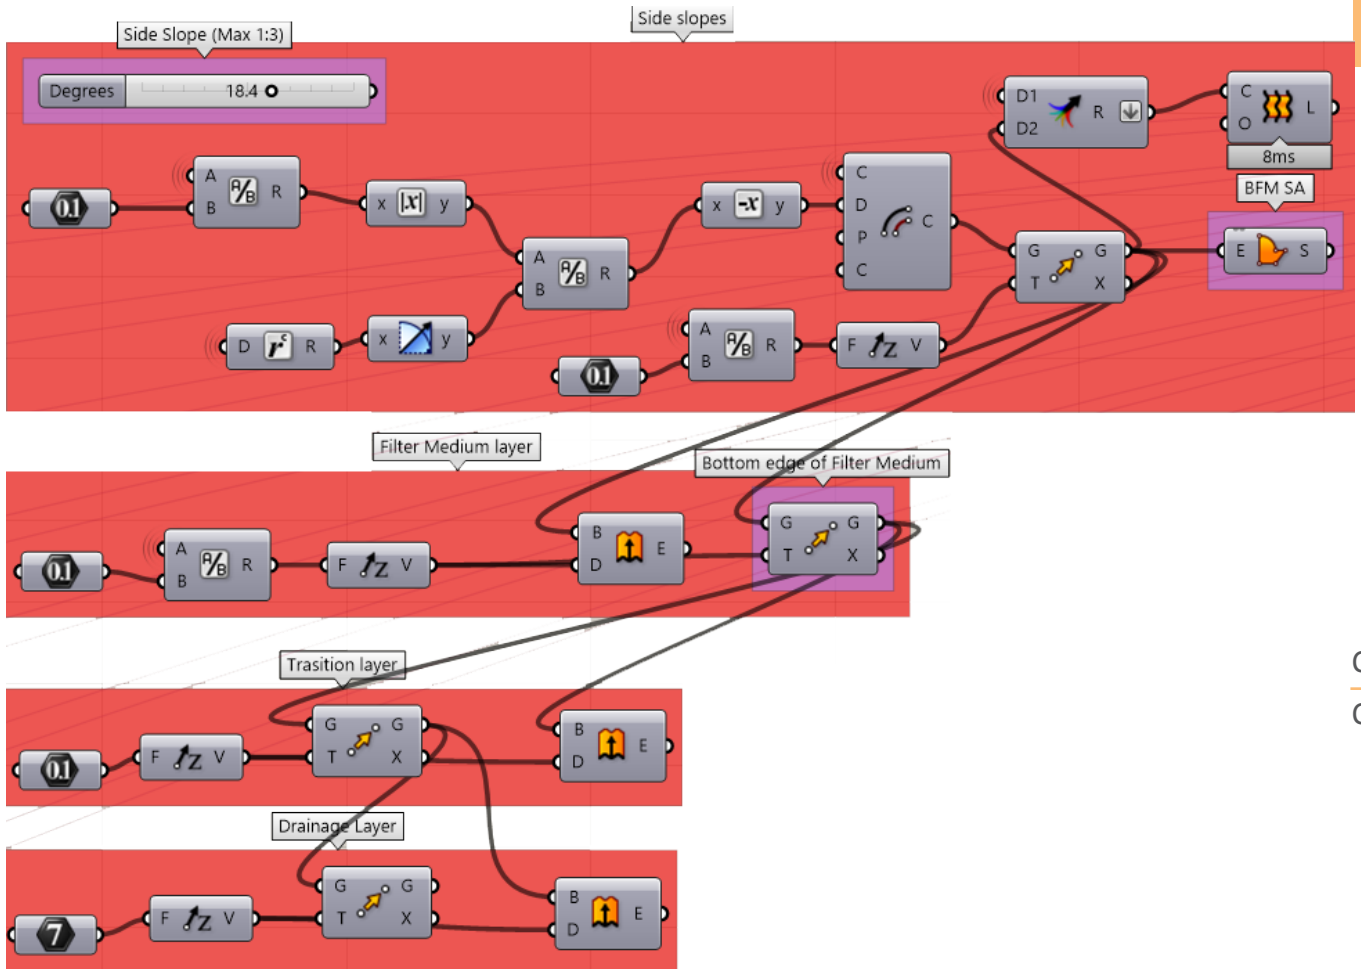 Side slopes
Side Slope (Max 1:3)
Degrees 18.4
D1
D2 R
C
O L
8ms
BFM SA
E S
A
B A/B R
0.1
x |x| y
A
B A/B R
x -x y
C
D
P
C C
G G
T X
D r^c R
x y
A
B A/B R
0.1
F Z V
Filter Medium layer
Bottom edge of Filter Medium
0.1
A
B A/B R
F Z V
B
D E
G G
T X
Trasition layer
0.1
F Z V
G G
T X
B
D E
Drainage Layer
7
F Z V
G G
T X
B
D E